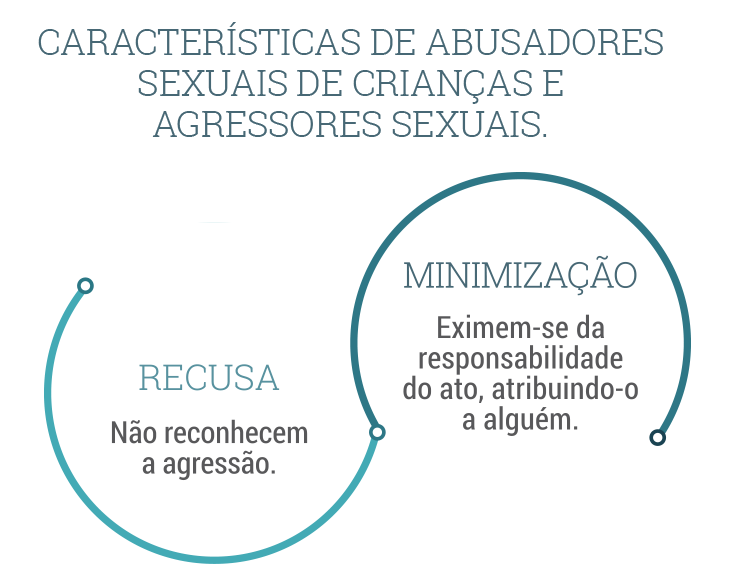 CARACTERÍSTICAS DE ABUSADORES
SEXUAIS DE CRIANÇAS E
AGRESSORES SEXUAIS.
MINIMIZAÇÃO
Eximem-se da
responsabilidade
do ato, atribuindo-o
a alguém.
RECUSA
Não reconhecem
a agressão.